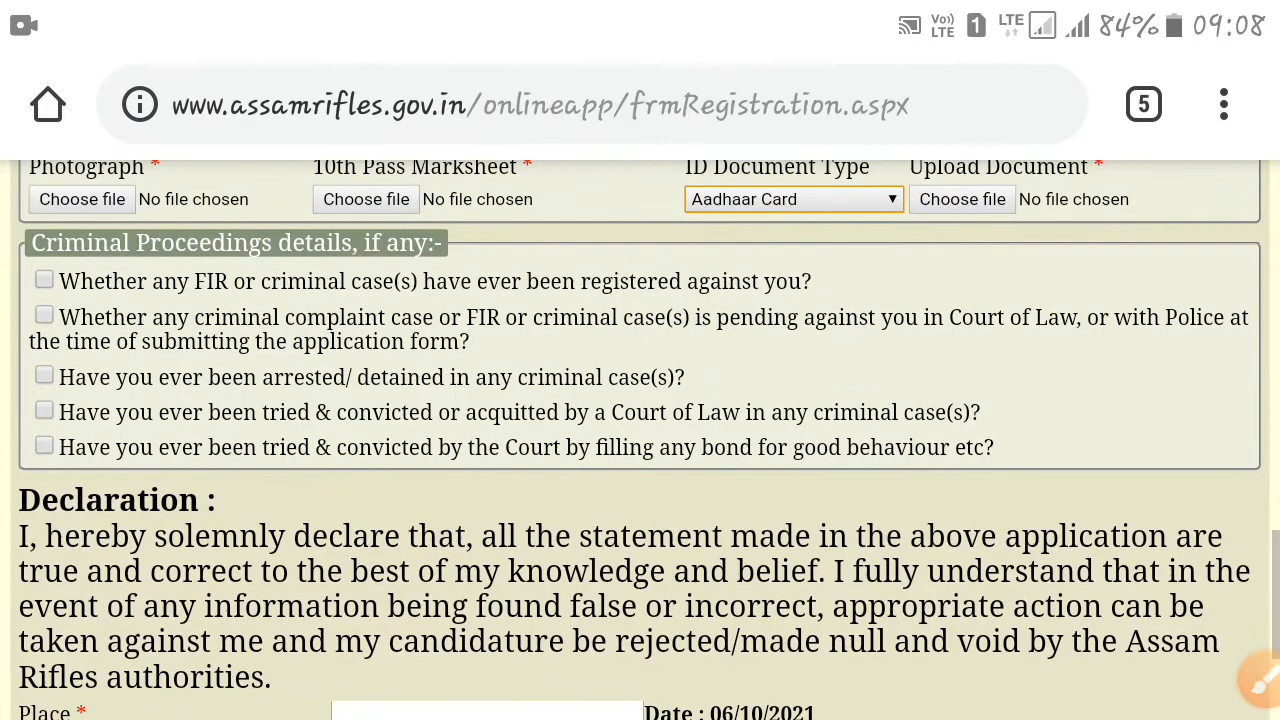 Vo)) LTE 1 LTE 84% 09:08
www.assamrifles.gov.in/onlineapp/frmRegistration.aspx 5
Photograph * 10th Pass Marksheet * ID Document Type Upload Document *
Choose file No file chosen Choose file No file chosen Aadhaar Card Choose file No file chosen
Criminal Proceedings details, if any:-
Whether any FIR or criminal case(s) have ever been registered against you?
Whether any criminal complaint case or FIR or criminal case(s) is pending against you in Court of Law, or with Police at
the time of submitting the application form?
Have you ever been arrested/ detained in any criminal case(s)?
Have you ever been tried & convicted or acquitted by a Court of Law in any criminal case(s)?
Have you ever been tried & convicted by the Court by filling any bond for good behaviour etc?
Declaration :
I, hereby solemnly declare that, all the statement made in the above application are
true and correct to the best of my knowledge and belief. I fully understand that in the
event of any information being found false or incorrect, appropriate action can be
taken against me and my candidature be rejected/made null and void by the Assam
Rifles authorities.
Place * Date : 06/10/2021